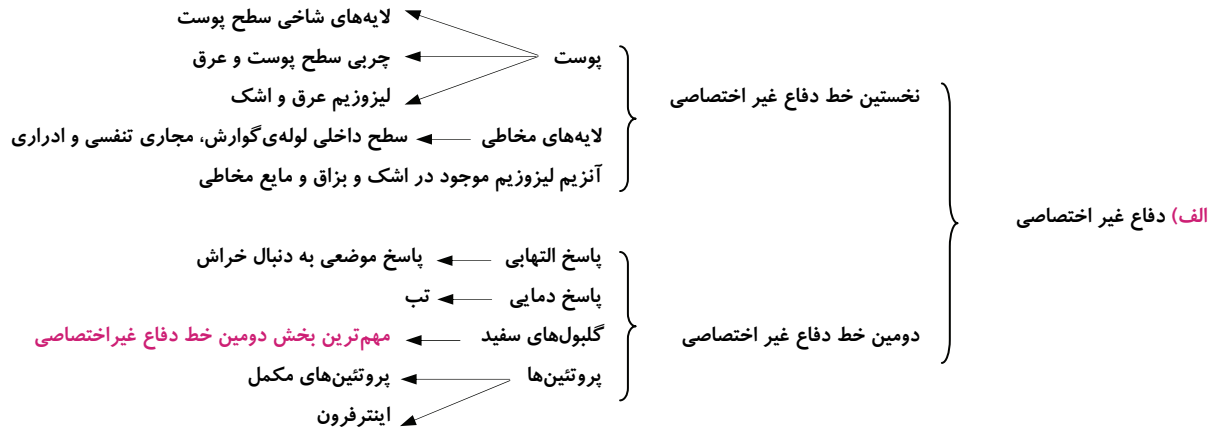 الف) دفاع غیر اختصاصی
نخستین خط دفاع غیر اختصاصی
پوست
لایه‌های شاخی سطح پوست
چربی سطح پوست و عرق
لیزوزیم عرق و اشک
لایه‌های مخاطی
سطح داخلی لوله‌ی گوارش، مجاری تنفسی و ادراری
آنزیم لیزوزیم موجود در اشک و بزاق و مایع مخاطی
دومین خط دفاع غیر اختصاصی
پاسخ التهابی
پاسخ موضعی به دنبال خراش
پاسخ دمایی
تب
گلبول‌های سفید
مهم‌ترین بخش دومین خط دفاع غیراختصاصی
پروتئین‌ها
پروتئین‌های مکمل
اینترفرون